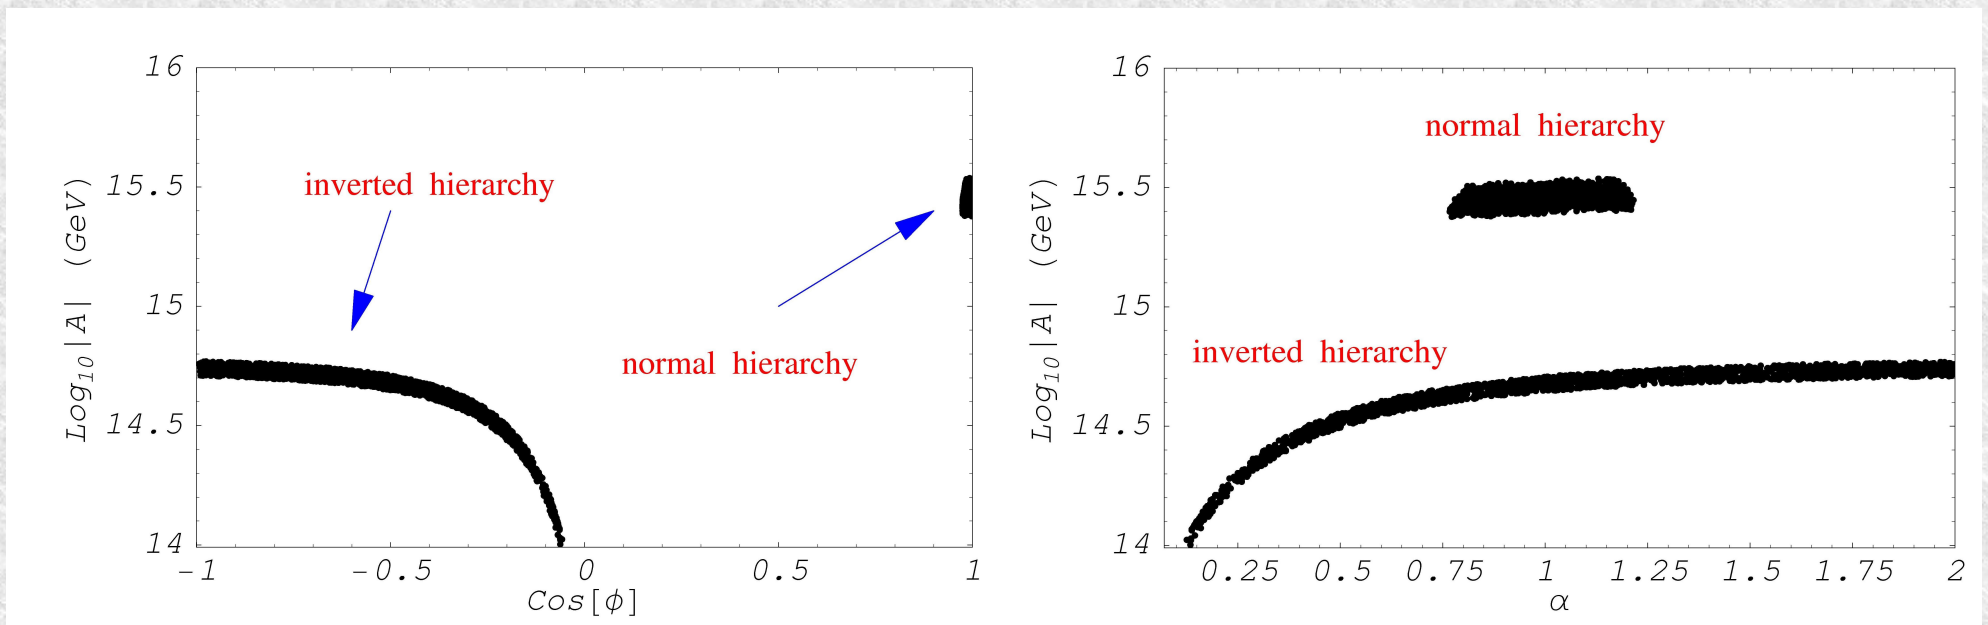 16
15.5
15
14.5
14
Log10|A| (GeV)
inverted hierarchy
normal hierarchy
-1 -0.5 0 0.5 1
Cos[ϕ]
16
15.5
15
14.5
14
Log10|A| (GeV)
normal hierarchy
inverted hierarchy
0.25 0.5 0.75 1 1.25 1.5 1.75 2
α